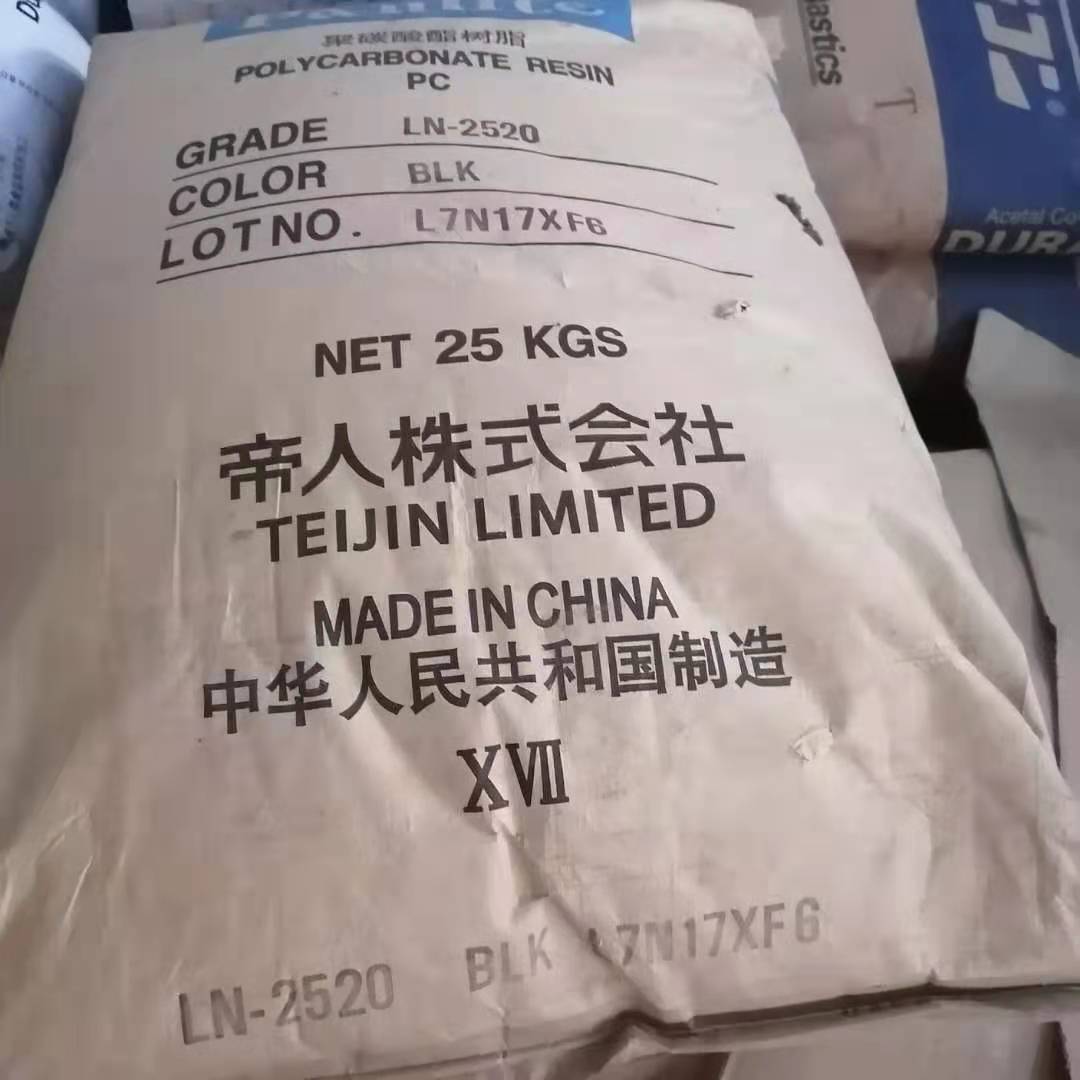 聚碳酸酯树脂
POLYCARBONATE RESIN
PC
GRADE LN-2520
COLOR BLK
LOT NO. L7N17XF6
NET 25 KGS
帝人株式会社
TEIJIN LIMITED
MADE IN CHINA
中华人民共和国制造
XVII
LN-2520 BLK L7N17XF6
T
Acetal